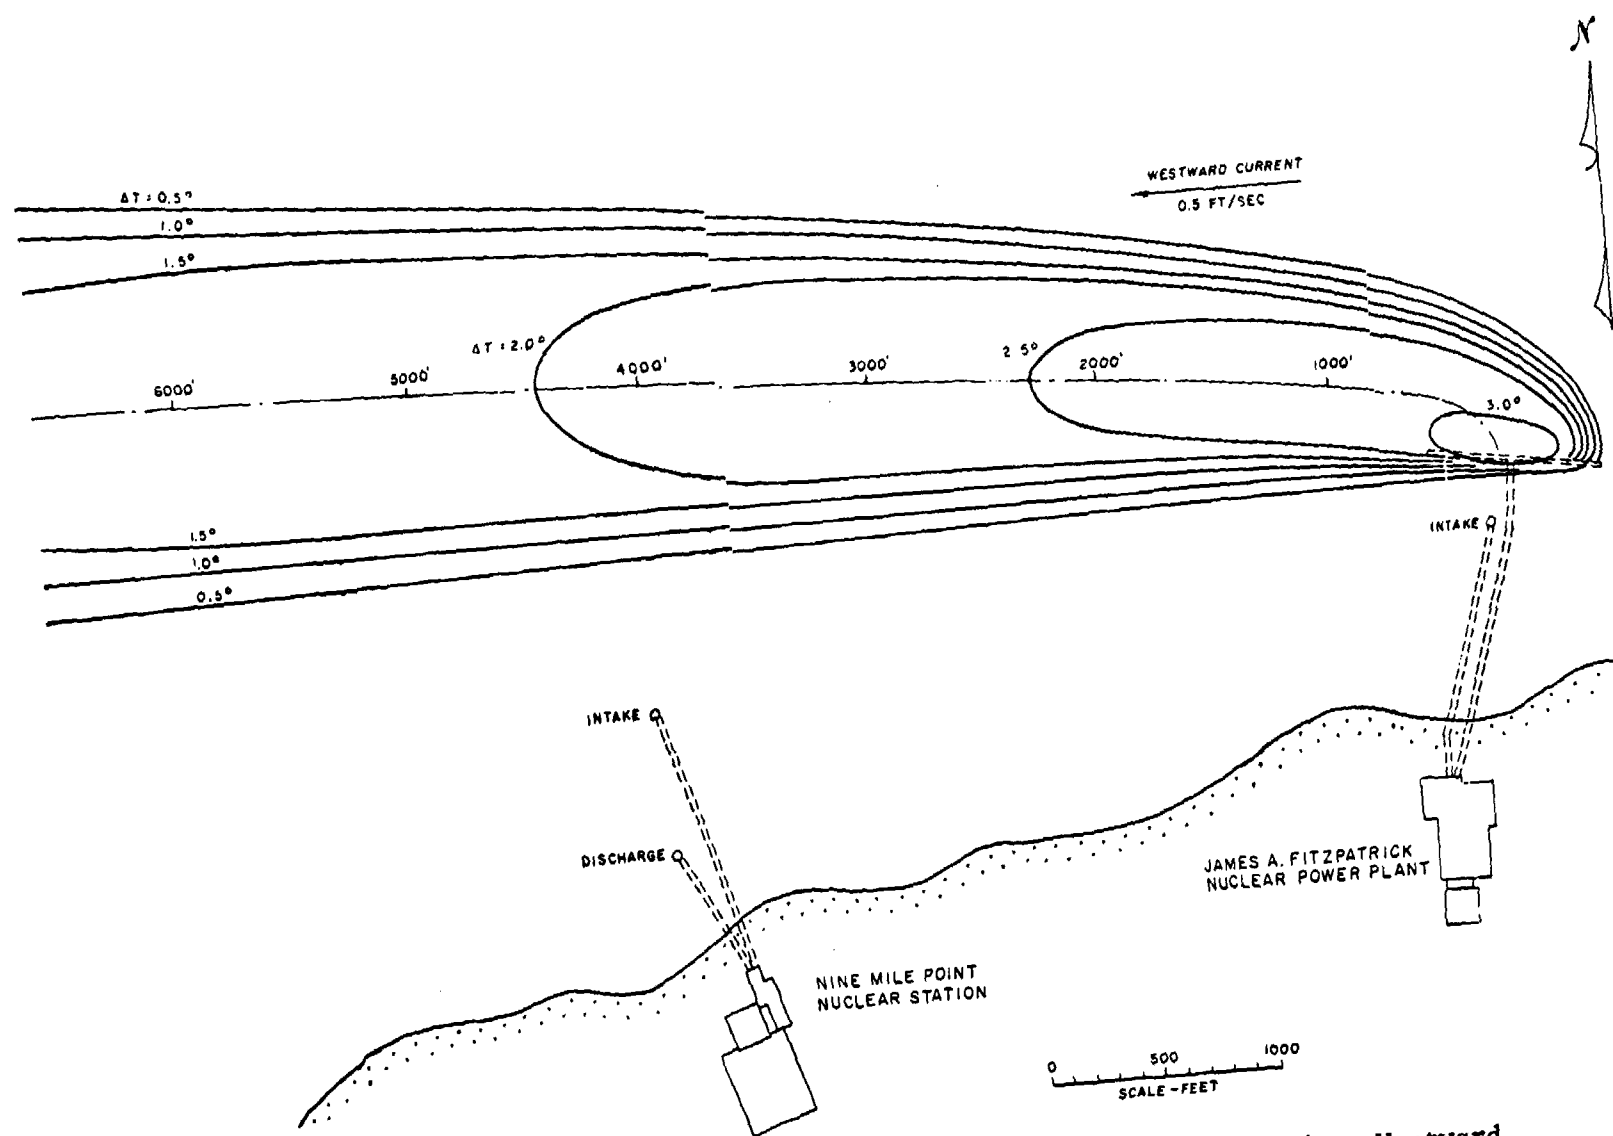 N
WESTWARD CURRENT
0.5 FT/SEC
ΔT = 0.5°
1.0°
1.5°
ΔT = 2.0°
2 5°
3.0°
6000'
5000'
4000'
3000'
2000'
1000'
1.5°
1.0°
0.5°
INTAKE
INTAKE
DISCHARGE
JAMES A. FITZPATRICK
NUCLEAR POWER PLANT
NINE MILE POINT
NUCLEAR STATION
0 500 1000
SCALE - FEET